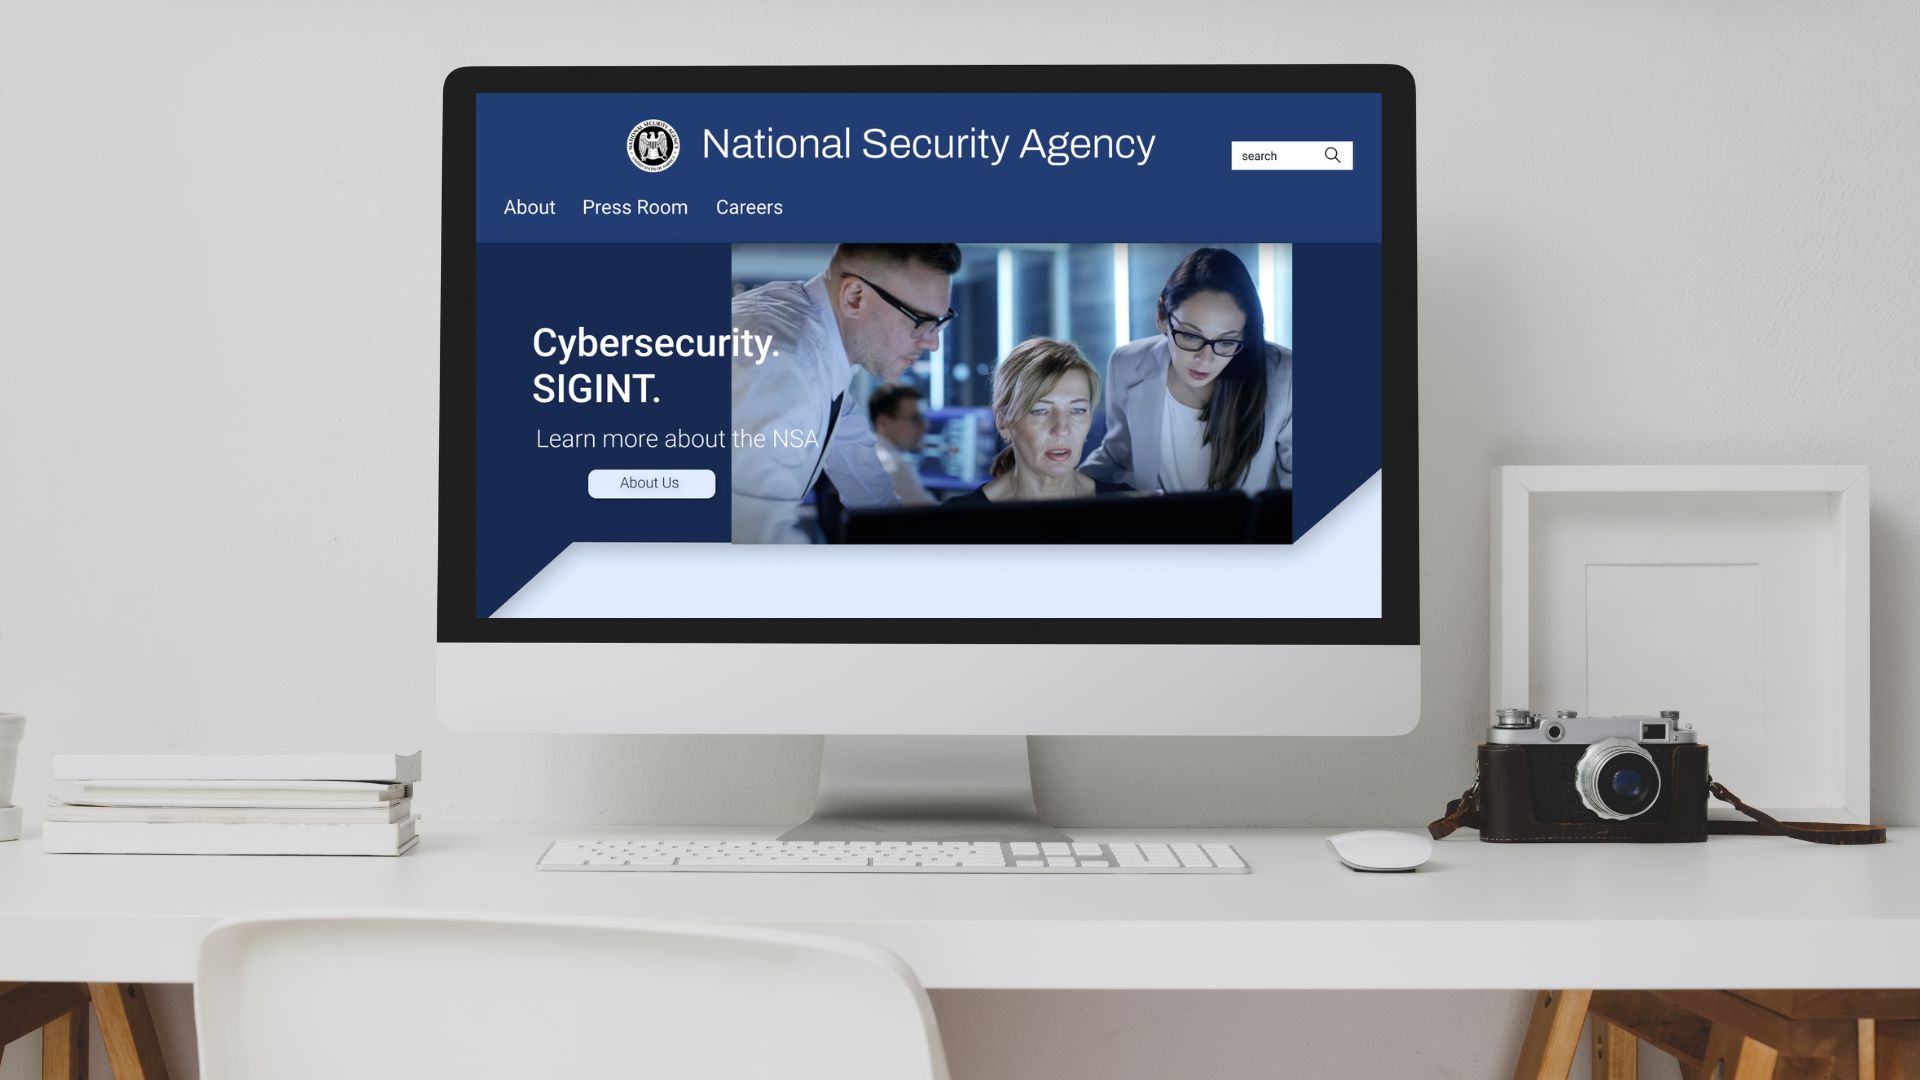 National Security Agency
search
About Press Room Careers
Cybersecurity.
SIGINT.
Learn more about the NSA
About Us